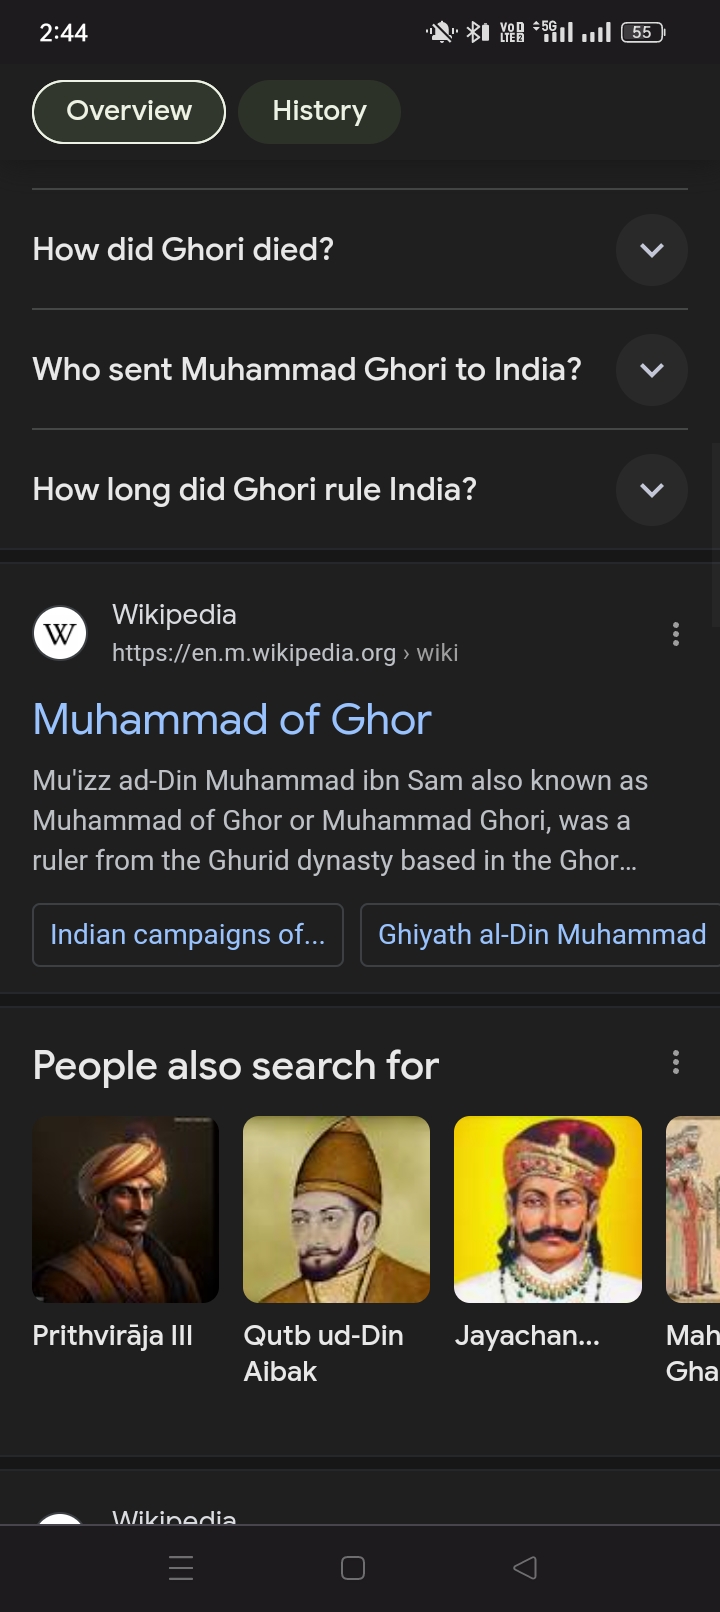 2:44
VoD
LTE2
5G
55
Overview
History
How did Ghori died?
Who sent Muhammad Ghori to India?
How long did Ghori rule India?
W
Wikipedia
https://en.m.wikipedia.org › wiki
Muhammad of Ghor
Mu'izz ad-Din Muhammad ibn Sam also known as
Muhammad of Ghor or Muhammad Ghori, was a
ruler from the Ghurid dynasty based in the Ghor...
Indian campaigns of...
Ghiyath al-Din Muhammad
People also search for
Prithvirāja III
Qutb ud-Din
Aibak
Jayachan...
Mah
Gha
Wikipedia